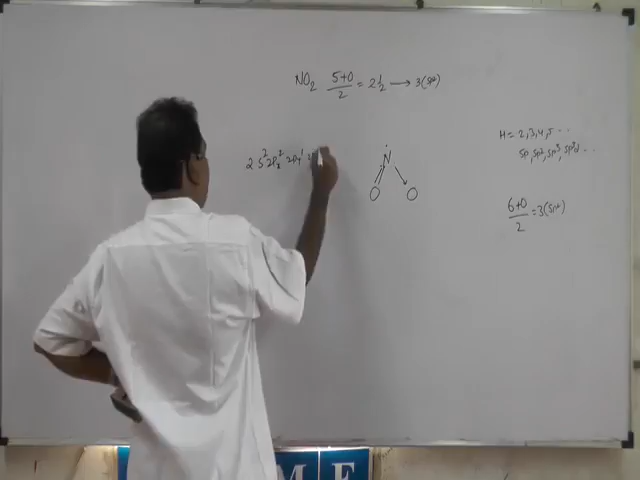 NO₂ 5+0/2 = 2½ → 3(sp²)
H = 2,3,4,5 ...
sp, sp², sp³, sp³d ...
2s² 2Px² 2Py¹
N
O O
6+0/2 = 3(sp²)
M E